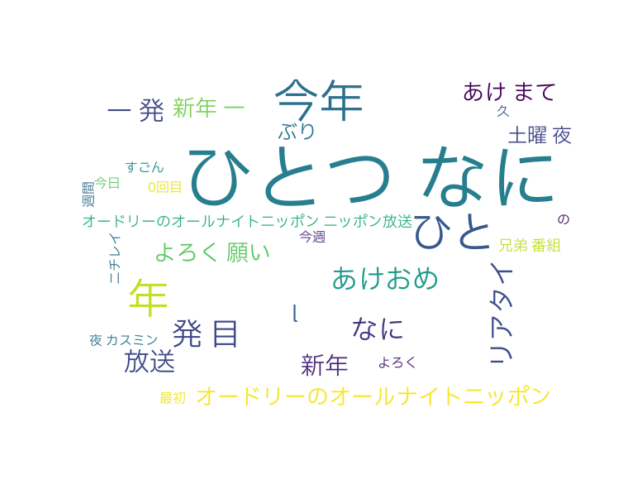 今年
あけ まて
一 発
新年 一
久
ぶり
土曜 夜
ひとつ なに
すごん
今日
0回目
週間
オードリーのオールナイトニッポン ニッポン放送
ひと
の
今週
兄弟 番組
ニチレイ
よろく 願い
あけおめ
リアタイ
年
l
発 目
なに
夜 カスミン
放送
新年
よろく
最初
オードリーのオールナイトニッポン